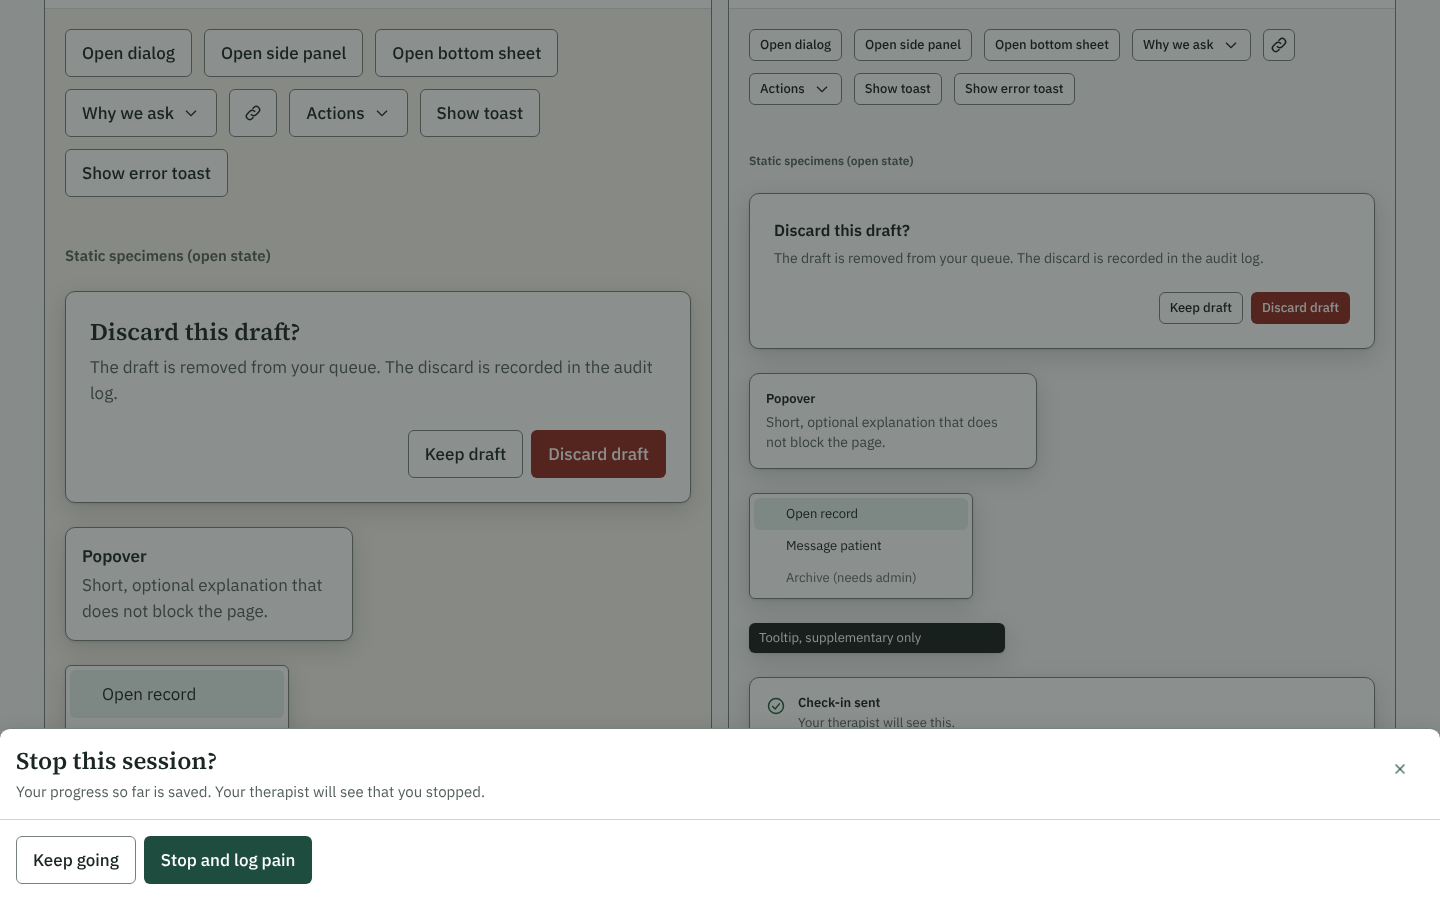 Open dialog
Open side panel
Open bottom sheet
Why we ask
Actions
Show toast
Show error toast
Static specimens (open state)
Discard this draft?
The draft is removed from your queue. The discard is recorded in the audit
log.
Keep draft
Discard draft
Popover
Short, optional explanation that
does not block the page.
Open record
Open dialog
Open side panel
Open bottom sheet
Why we ask
Actions
Show toast
Show error toast
Static specimens (open state)
Discard this draft?
The draft is removed from your queue. The discard is recorded in the audit log.
Keep draft
Discard draft
Popover
Short, optional explanation that does
not block the page.
Open record
Message patient
Archive (needs admin)
Tooltip, supplementary only
Check-in sent
Your therapist will see this.
Stop this session?
Your progress so far is saved. Your therapist will see that you stopped.
Keep going
Stop and log pain